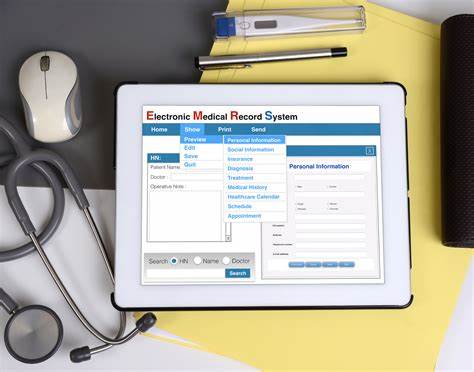 Electronic Medical Record System
Home Show Print Send
Preview Personal Information
Edit Social Information
Save Insurance
Quit Diagnosis
Treatment
Medical History
Healthcare Calendar
Schedule
Appointment
HN:
Patient Name
Doctor :
Operative Note :
Search HN Name Doctor
Search
X
Personal Information